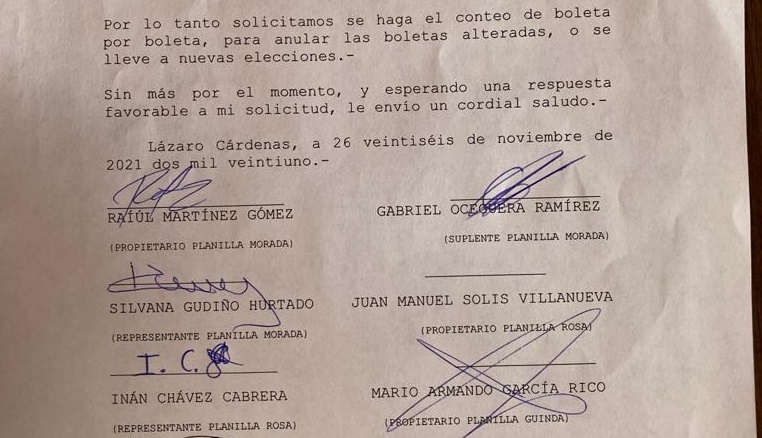 Por lo tanto solicitamos se haga el conteo de boleta
por boleta, para anular las boletas alteradas, o se
lleve a nuevas elecciones.-
Sin más por el momento, y esperando una respuesta
favorable a mi solicitud, le envío un cordial saludo.-
Lázaro Cárdenas, a 26 veintiséis de noviembre de
2021 dos mil veintiuno.-
RAÍÚL MARTÍNEZ GÓMEZ GABRIEL OCEGUERA RAMÍREZ
(PROPIETARIO PLANILLA MORADA) (SUPLENTE PLANILLA MORADA)
SILVANA GUDIÑO HURTADO JUAN MANUEL SOLIS VILLANUEVA
(REPRESENTANTE PLANILLA MORADA) (PROPIETARIO PLANILLA ROSA)
I. C.
INÁN CHÁVEZ CABRERA MARIO ARMANDO GARCÍA RICO
(REPRESENTANTE PLANILLA ROSA) (PROPIETARIO PLANILLA GUINDA)